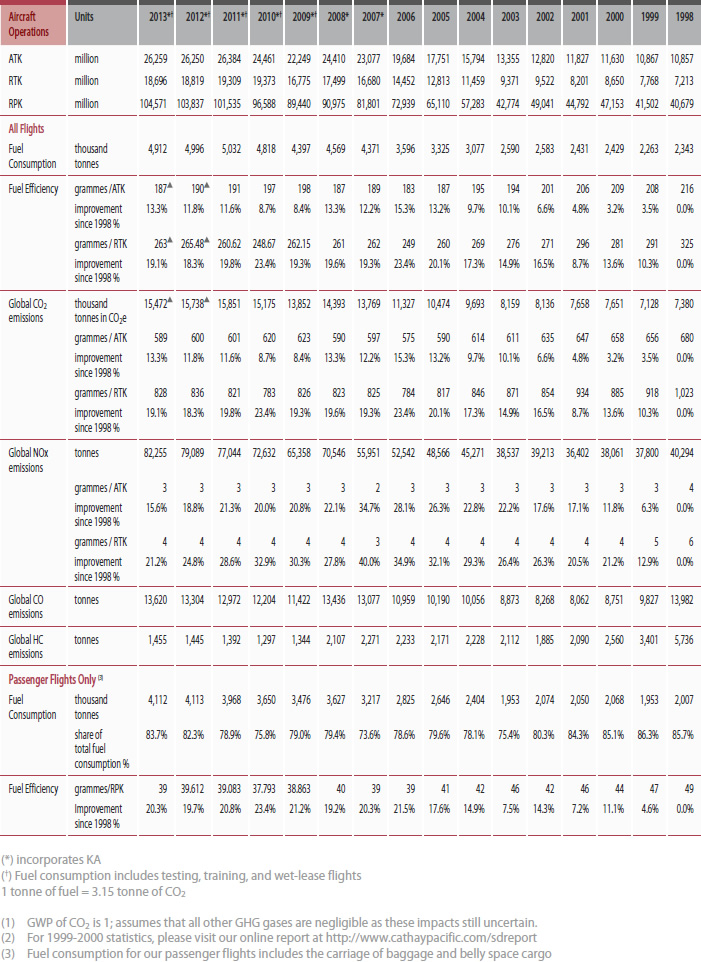 Aircraft Operations Units 2013*† 2012*† 2011*† 2010*† 2009*† 2008* 2007* 2006 2005 2004 2003 2002 2001 2000 1999 1998
ATK million 26,259 26,250 26,384 24,461 22,249 24,410 23,077 19,684 17,751 15,794 13,355 12,820 11,827 11,630 10,867 10,857
RTK million 18,696 18,819 19,309 19,373 16,775 17,499 16,680 14,452 12,813 11,459 9,371 9,522 8,201 8,650 7,768 7,213
RPK million 104,571 103,837 101,535 96,588 89,440 90,975 81,801 72,939 65,110 57,283 42,774 49,041 44,792 47,153 41,502 40,679
All Flights
Fuel thousand 4,912 4,996 5,032 4,818 4,397 4,569 4,371 3,596 3,325 3,077 2,590 2,583 2,431 2,429 2,263 2,343
Consumption tonnes
Fuel Efficiency grammes /ATK 187▲ 190▲ 191 197 198 187 189 183 187 195 194 201 206 209 208 216
improvement 13.3% 11.8% 11.6% 8.7% 8.4% 13.3% 12.2% 15.3% 13.2% 9.7% 10.1% 6.6% 4.8% 3.2% 3.5% 0.0%
since 1998 %
grammes / RTK 263▲ 265.48▲ 260.62 248.67 262.15 261 262 249 260 269 276 271 296 281 291 325
improvement 19.1% 18.3% 19.8% 23.4% 19.3% 19.6% 19.3% 23.4% 20.1% 17.3% 14.9% 16.5% 8.7% 13.6% 10.3% 0.0%
since 1998 %
Global CO2 thousand 15,472▲ 15,738▲ 15,851 15,175 13,852 14,393 13,769 11,327 10,474 9,693 8,159 8,136 7,658 7,651 7,128 7,380
emissions tonnes in CO2e
grammes / ATK 589 600 601 620 623 590 597 575 590 614 611 635 647 658 656 680
improvement 13.3% 11.8% 11.6% 8.7% 8.4% 13.3% 12.2% 15.3% 13.2% 9.7% 10.1% 6.6% 4.8% 3.2% 3.5% 0.0%
since 1998 %
grammes / RTK 828 836 821 783 826 823 825 784 817 846 871 854 934 885 918 1,023
improvement 19.1% 18.3% 19.8% 23.4% 19.3% 19.6% 19.3% 23.4% 20.1% 17.3% 14.9% 16.5% 8.7% 13.6% 10.3% 0.0%
since 1998 %
Global NOx tonnes 82,255 79,089 77,044 72,632 65,358 70,546 55,951 52,542 48,566 45,271 38,537 39,213 36,402 38,061 37,800 40,294
emissions
grammes / ATK 3 3 3 3 3 3 2 3 3 3 3 3 3 3 3 4
improvement 15.6% 18.8% 21.3% 20.0% 20.8% 22.1% 34.7% 28.1% 26.3% 22.8% 22.2% 17.6% 17.1% 11.8% 6.3% 0.0%
since 1998 %
grammes / RTK 4 4 4 4 4 4 3 4 4 4 4 4 4 4 5 6
improvement 21.2% 24.8% 28.6% 32.9% 30.3% 27.8% 40.0% 34.9% 32.1% 29.3% 26.4% 26.3% 20.5% 21.2% 12.9% 0.0%
since 1998 %
Global CO tonnes 13,620 13,304 12,972 12,204 11,422 13,436 13,077 10,959 10,190 10,056 8,873 8,268 8,062 8,751 9,827 13,982
emissions
Global HC tonnes 1,455 1,445 1,392 1,297 1,344 2,107 2,271 2,233 2,171 2,228 2,112 1,885 2,090 2,560 3,401 5,736
emissions
Passenger Flights Only (3)
Fuel thousand 4,112 4,113 3,968 3,650 3,476 3,627 3,217 2,825 2,646 2,404 1,953 2,074 2,050 2,068 1,953 2,007
Consumption tonnes
share of 83.7% 82.3% 78.9% 75.8% 79.0% 79.4% 73.6% 78.6% 79.6% 78.1% 75.4% 80.3% 84.3% 85.1% 86.3% 85.7%
total fuel
consumption %
Fuel Efficiency grammes/RPK 39 39.612 39.083 37.793 38.863 40 39 39 41 42 46 42 46 44 47 49
Improvement 20.3% 19.7% 20.8% 23.4% 21.2% 19.2% 20.3% 21.5% 17.6% 14.9% 7.5% 14.3% 7.2% 11.1% 4.6% 0.0%
since 1998 %
(*) incorporates KA
(†) Fuel consumption includes testing, training, and wet-lease flights
1 tonne of fuel = 3.15 tonne of CO2
(1) GWP of CO2 is 1; assumes that all other GHG gases are negligible as these impacts still uncertain.
(2) For 1999-2000 statistics, please visit our online report at http://www.cathaypacific.com/sdreport
(3) Fuel consumption for our passenger flights includes the carriage of baggage and belly space cargo